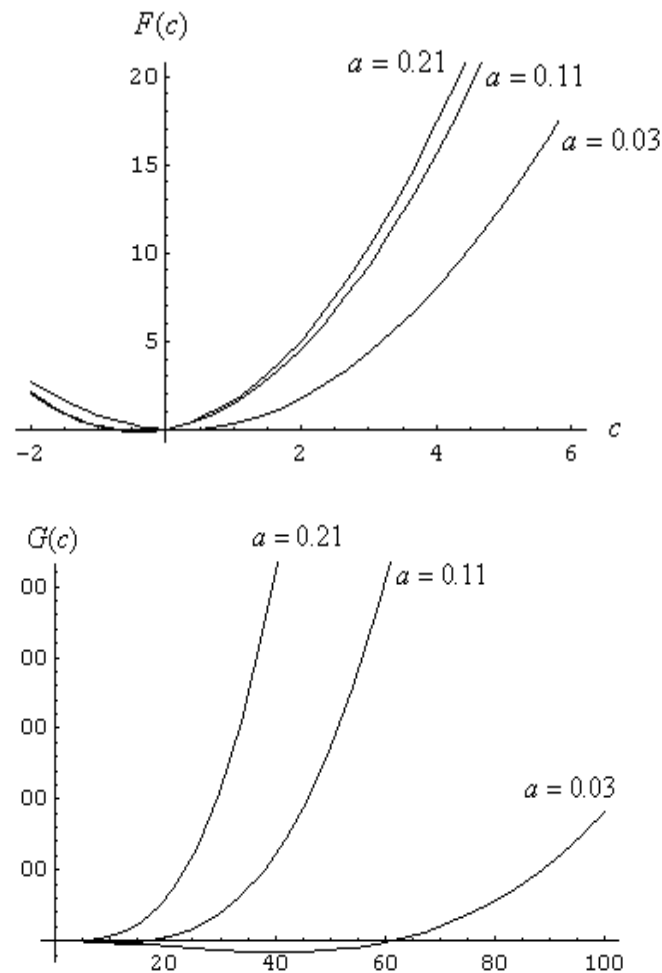 F(c)
a = 0.21
a = 0.11
a = 0.03
20
15
10
5
-2 2 4 6 c
G(c)
a = 0.21
a = 0.11
a = 0.03
00
00
00
00
00
20 40 60 80 100